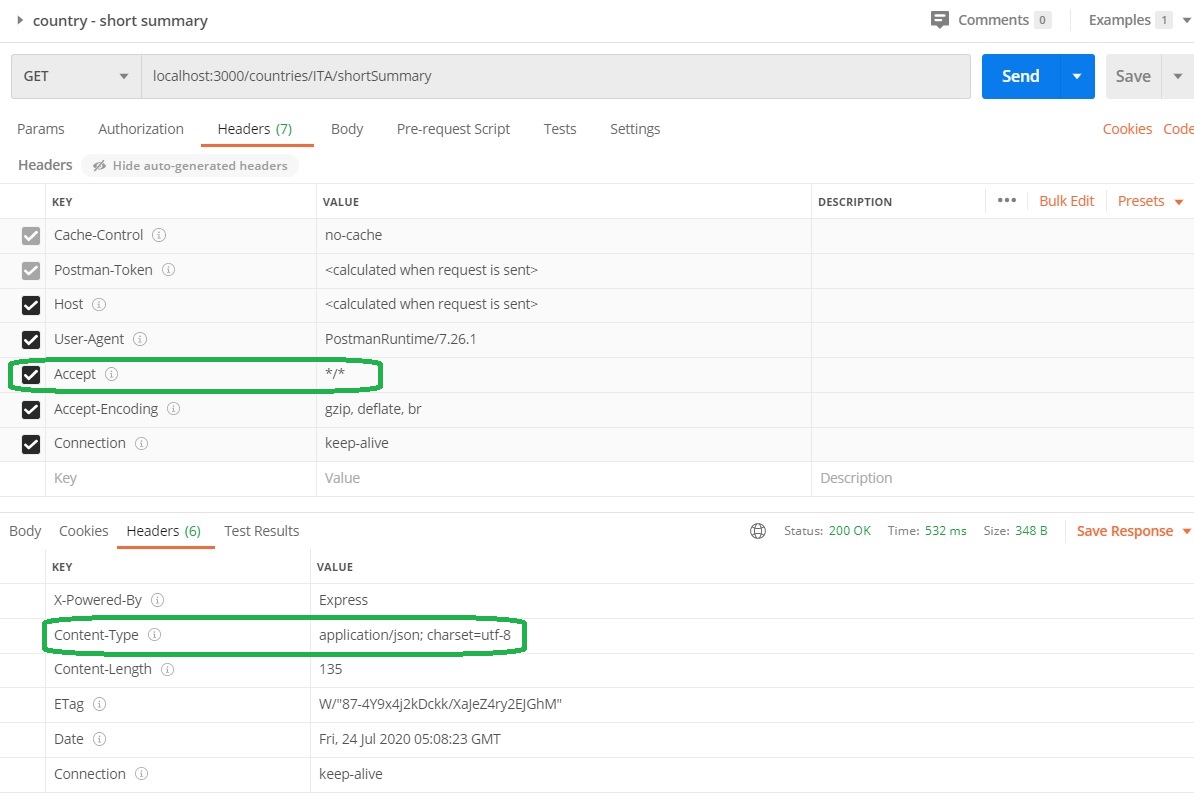 country - short summary Comments 0 Examples 1
GET localhost:3000/countries/ITA/shortSummary Send Save
Params Authorization Headers (7) Body Pre-request Script Tests Settings Cookies Code
Headers Hide auto-generated headers
KEY VALUE DESCRIPTION ••• Bulk Edit Presets
Cache-Control no-cache
Postman-Token <calculated when request is sent>
Host <calculated when request is sent>
User-Agent PostmanRuntime/7.26.1
Accept */*
Accept-Encoding gzip, deflate, br
Connection keep-alive
Key Value Description
Body Cookies Headers (6) Test Results Status: 200 OK Time: 532 ms Size: 348 B Save Response
KEY VALUE
X-Powered-By Express
Content-Type application/json; charset=utf-8
Content-Length 135
ETag W/"87-4Y9x4j2kDckk/XaJeZ4ry2EJGhM"
Date Fri, 24 Jul 2020 05:08:23 GMT
Connection keep-alive